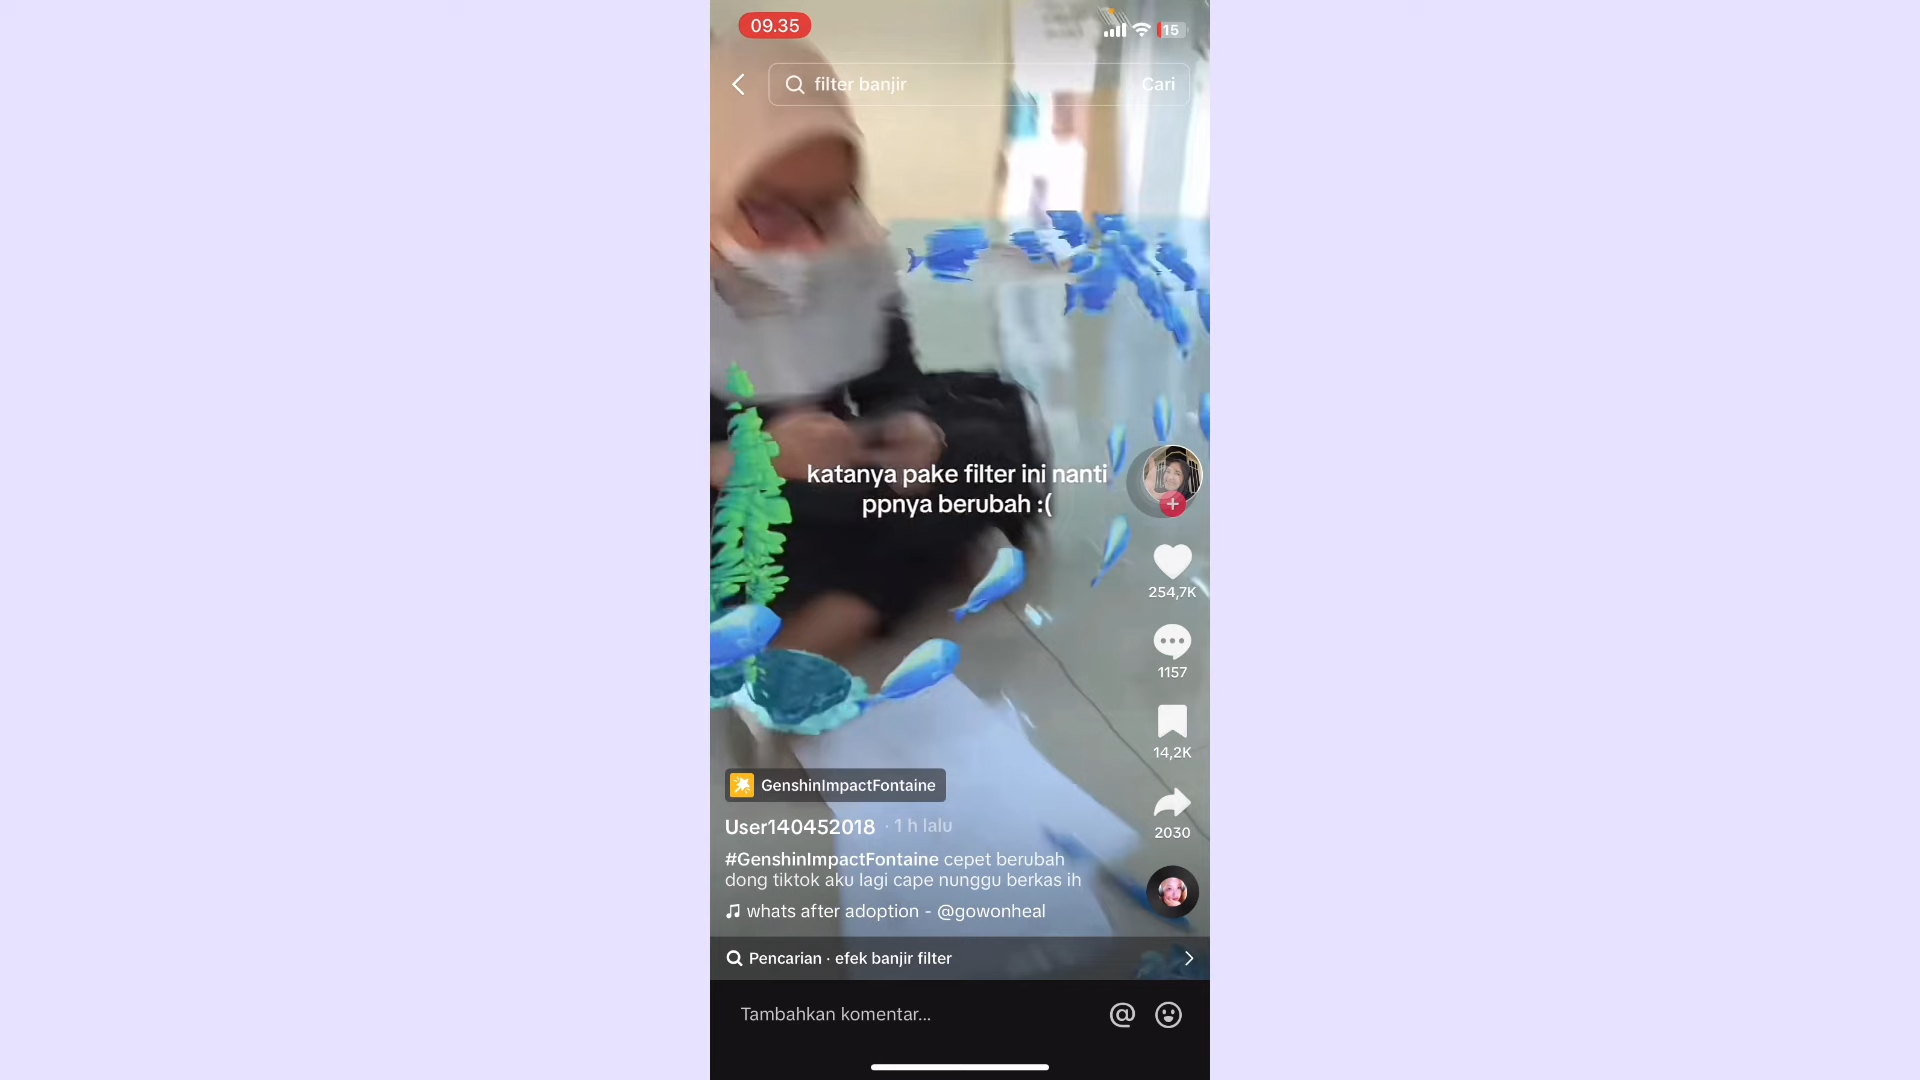 09.35
15
filter banjir
Cari
katanya pake filter ini nanti
ppnya berubah :(
254,7K
1157
14,2K
2030
GenshinImpactFontaine
User140452018 · 1 h lalu
#GenshinImpactFontaine cepet berubah
dong tiktok aku lagi cape nunggu berkas ih
whats after adoption - @gowonheal
Pencarian · efek banjir filter
Tambahkan komentar...
@